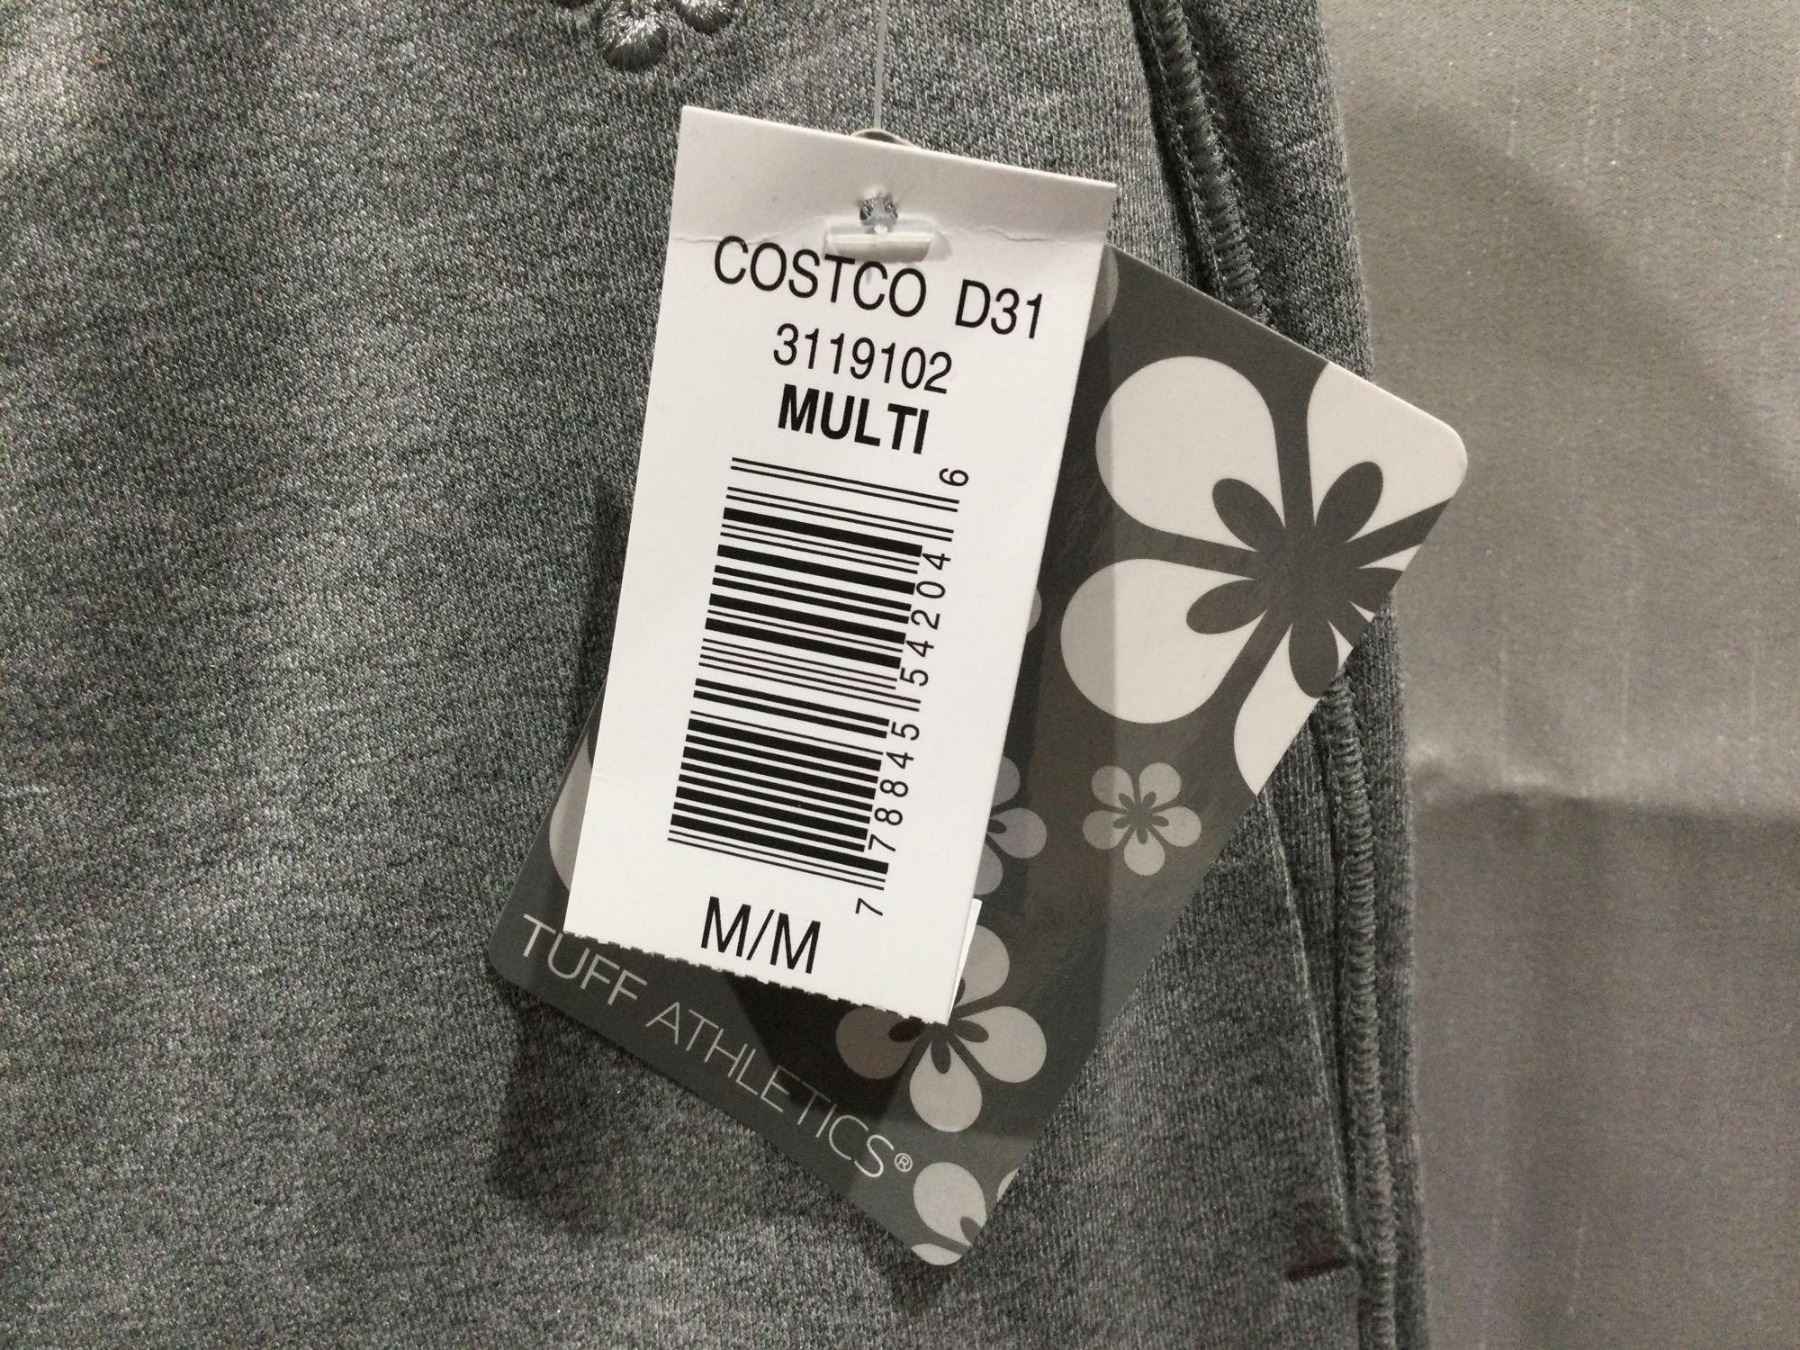 COSTCO D31
3119102
MULTI
7 78845 54204 6
M/M
TUFF ATHLETICS®